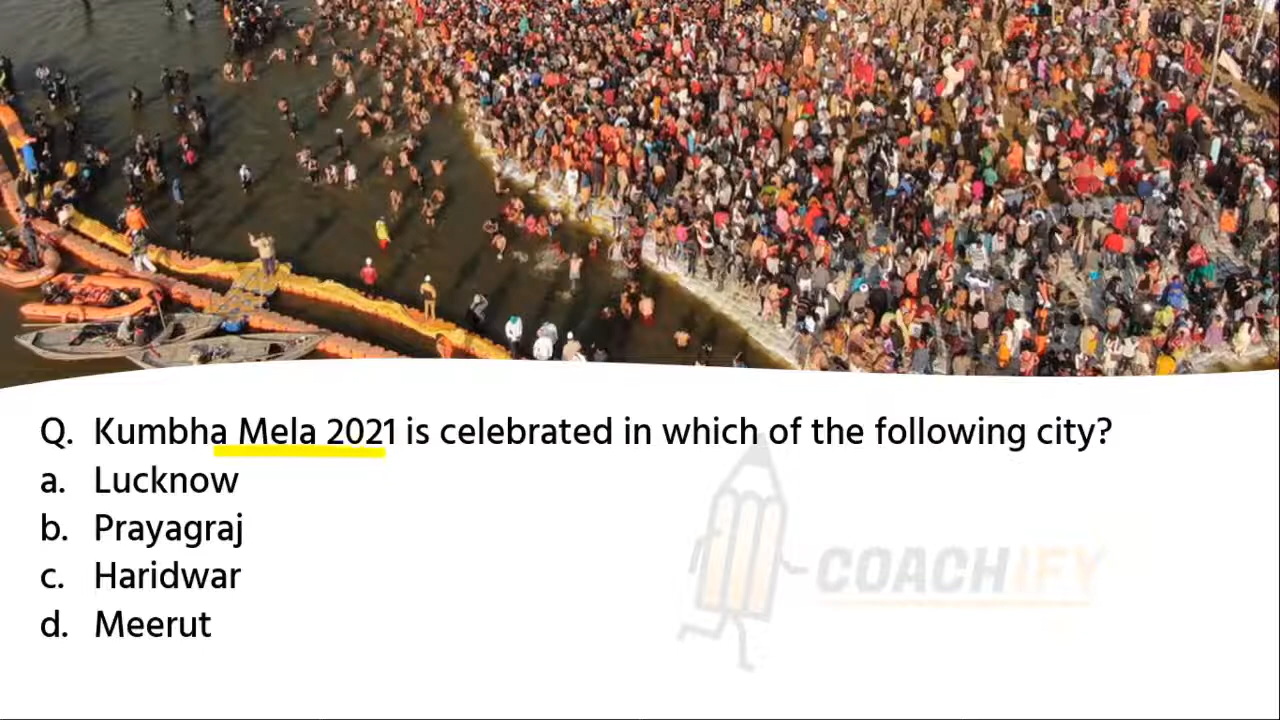 Q. Kumbha Mela 2021 is celebrated in which of the following city?
a. Lucknow
b. Prayagraj
c. Haridwar
d. Meerut
COACHIFY